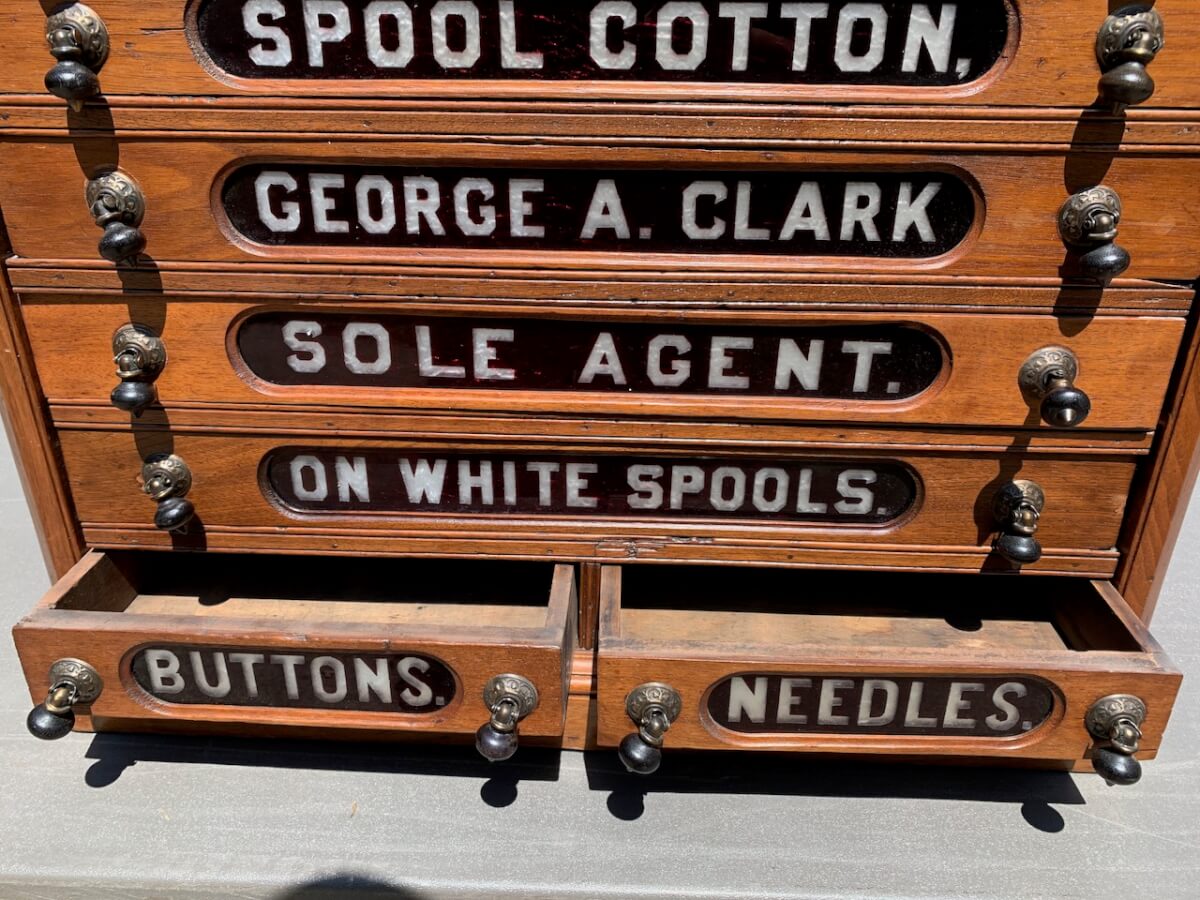 SPOOL COTTON,
GEORGE A. CLARK
SOLE AGENT.
ON WHITE SPOOLS.
BUTTONS.
NEEDLES.